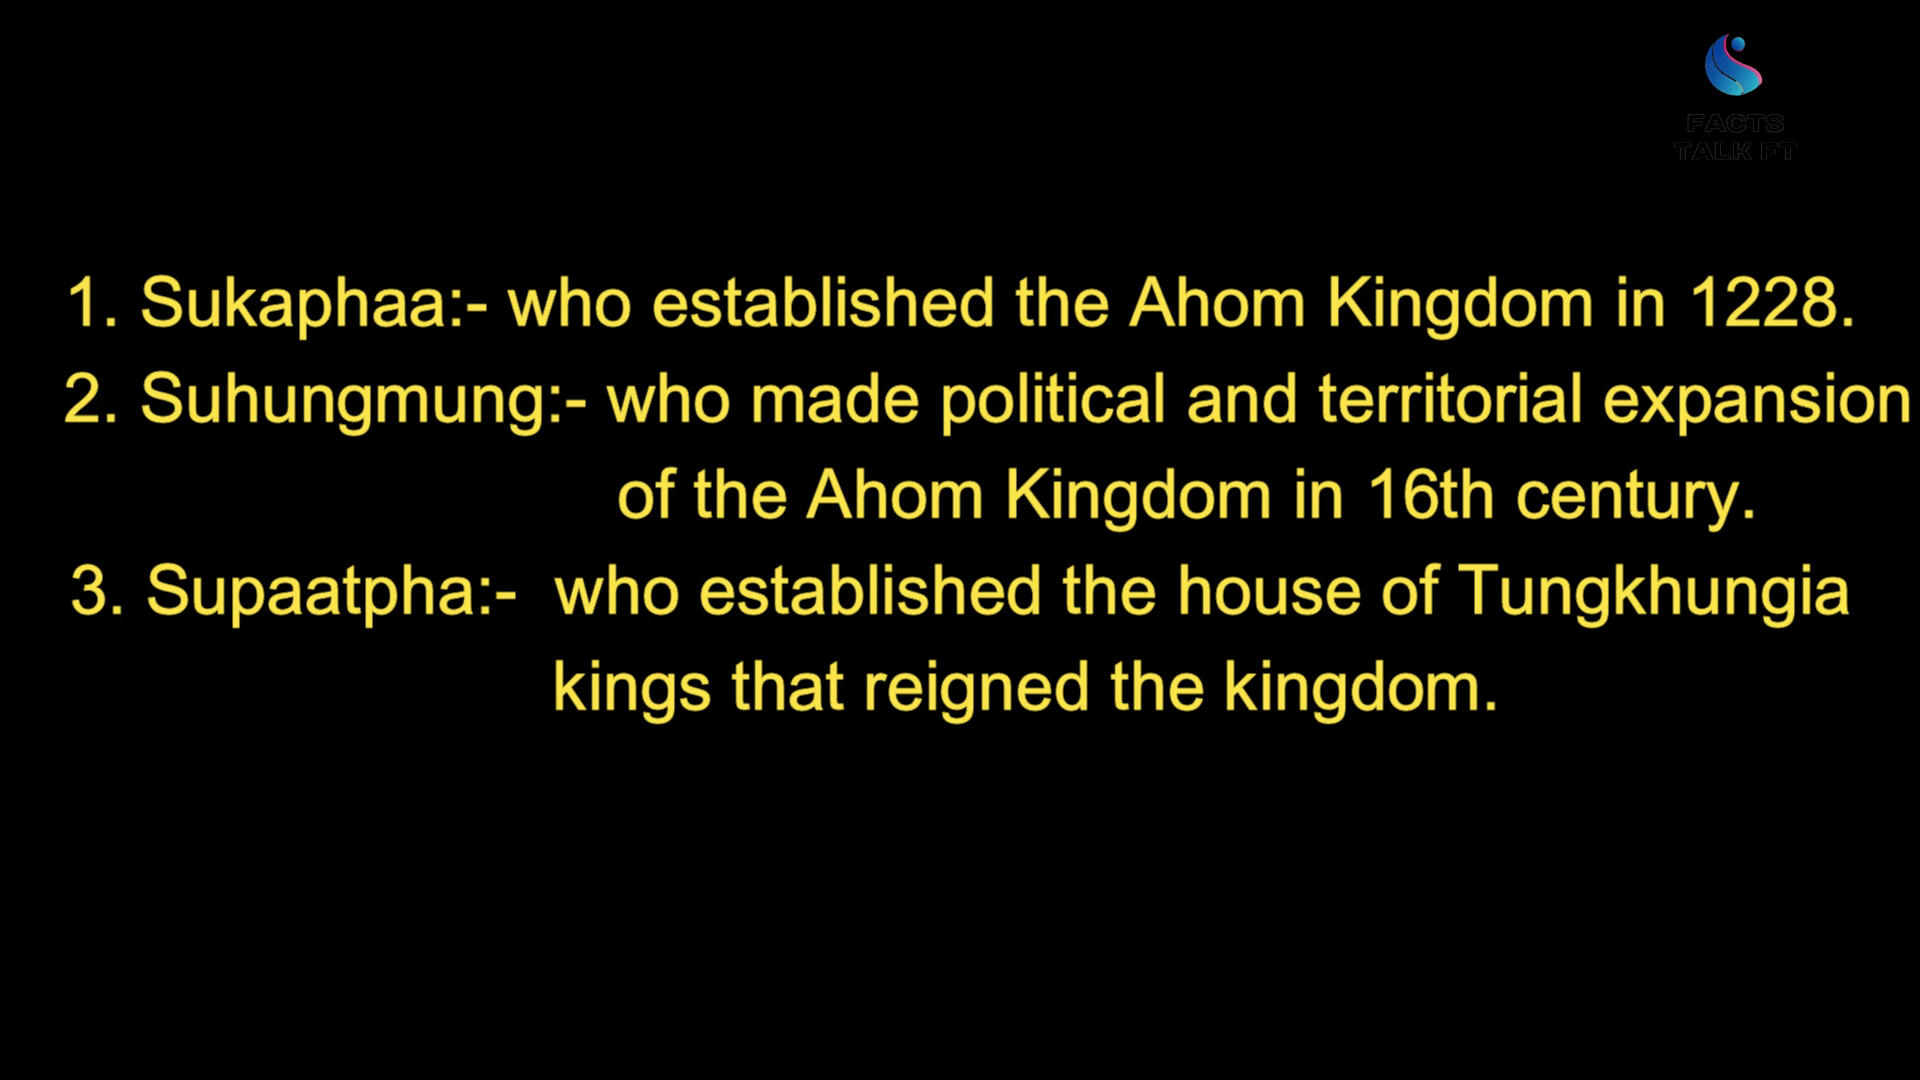 FACTS
TALK FT
1. Sukaphaa:- who established the Ahom Kingdom in 1228.
2. Suhungmung:- who made political and territorial expansion
of the Ahom Kingdom in 16th century.
3. Supaatpha:- who established the house of Tungkhungia
kings that reigned the kingdom.